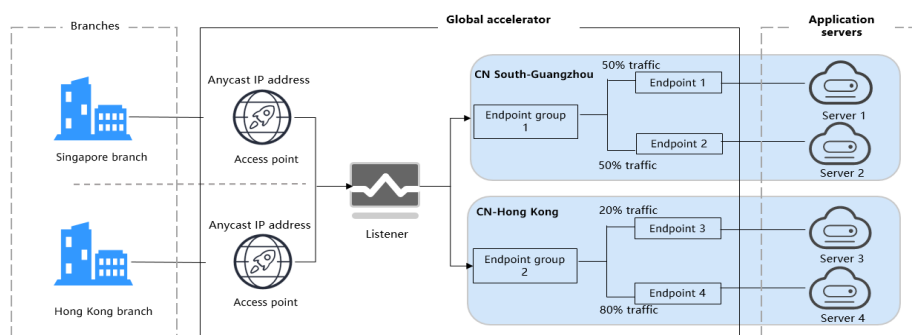 Branches
Global accelerator
Application
servers
Anycast IP address
Access point
Singapore branch
Anycast IP address
Access point
Hong Kong branch
Listener
CN South-Guangzhou
50% traffic
Endpoint 1
Endpoint group
1
Endpoint 2
50% traffic
Server 1
Server 2
CN-Hong Kong
20% traffic
Endpoint 3
Endpoint group
2
Endpoint 4
80% traffic
Server 3
Server 4